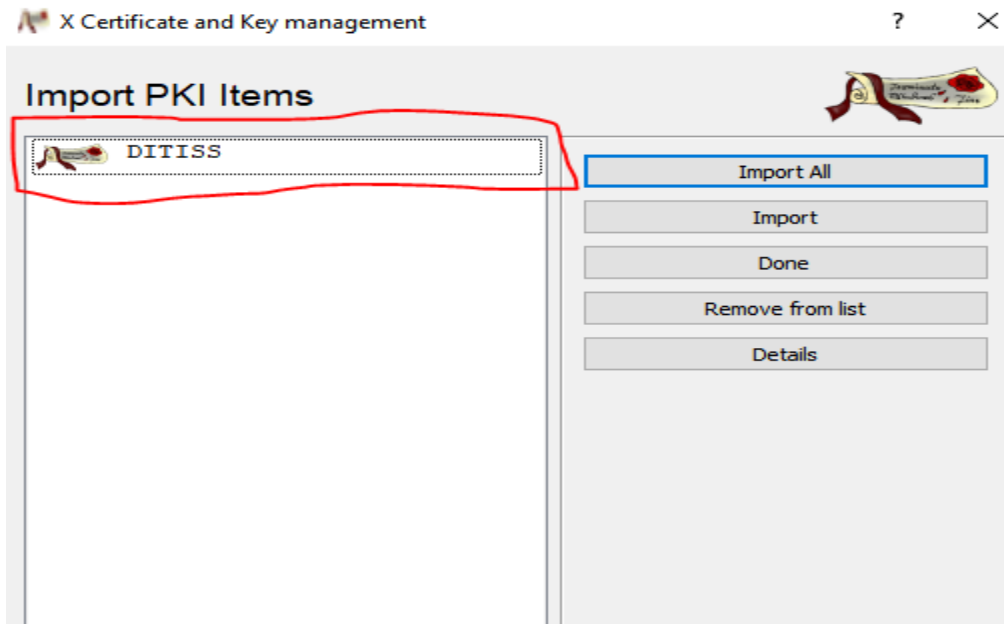 X Certificate and Key management
?
Import PKI Items
DITISS
Import All
Import
Done
Remove from list
Details